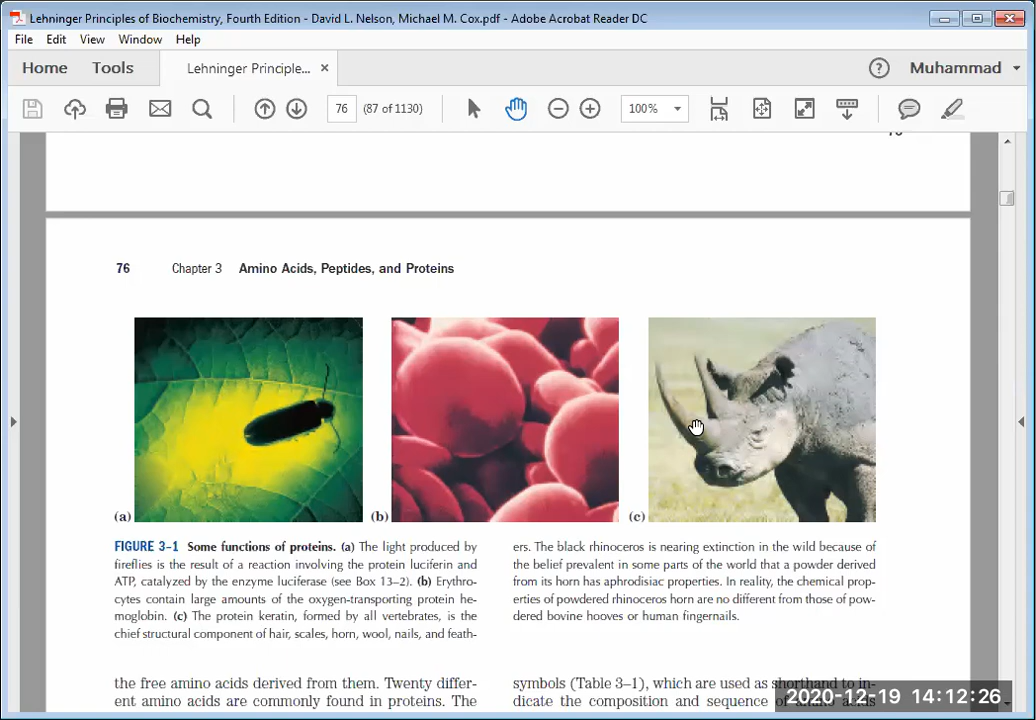 Lehninger Principles of Biochemistry, Fourth Edition - David L. Nelson, Michael M. Cox.pdf - Adobe Acrobat Reader DC
File Edit View Window Help
Home Tools Lehninger Principle... × ? Muhammad
76 (87 of 1130) 100%
76 Chapter 3 Amino Acids, Peptides, and Proteins
(a) (b) (c)
FIGURE 3–1 Some functions of proteins. (a) The light produced by
fireflies is the result of a reaction involving the protein luciferin and
ATP, catalyzed by the enzyme luciferase (see Box 13–2). (b) Erythro-
cytes contain large amounts of the oxygen-transporting protein he-
moglobin. (c) The protein keratin, formed by all vertebrates, is the
chief structural component of hair, scales, horn, wool, nails, and feath-
ers. The black rhinoceros is nearing extinction in the wild because of
the belief prevalent in some parts of the world that a powder derived
from its horn has aphrodisiac properties. In reality, the chemical prop-
erties of powdered rhinoceros horn are no different from those of pow-
dered bovine hooves or human fingernails.
the free amino acids derived from them. Twenty differ-
ent amino acids are commonly found in proteins. The
symbols (Table 3–1), which are used as shorthand to in-
dicate the composition and sequence of amino acids
2020-12-19 14:12:26